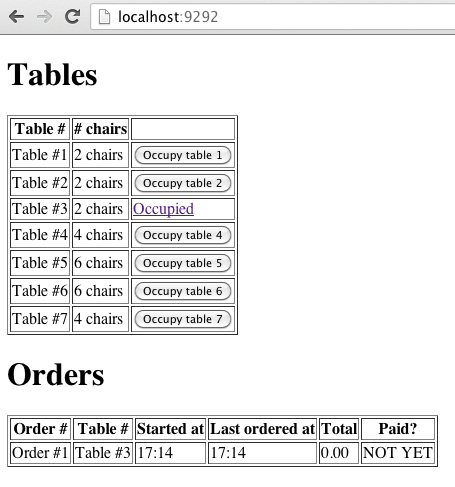 localhost:9292
Tables
Table # # chairs
Table #1 2 chairs Occupy table 1
Table #2 2 chairs Occupy table 2
Table #3 2 chairs Occupied
Table #4 4 chairs Occupy table 4
Table #5 6 chairs Occupy table 5
Table #6 6 chairs Occupy table 6
Table #7 4 chairs Occupy table 7
Orders
Order # Table # Started at Last ordered at Total Paid?
Order #1 Table #3 17:14 17:14 0.00 NOT YET